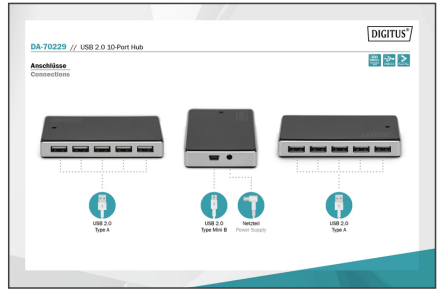 DIGITUS®
DA-70229 // USB 2.0 10-Port Hub
Anschlüsse
Connections
USB 2.0
Type A
USB 2.0
Type Mini B
Netzteil
Power Supply
USB 2.0
Type A